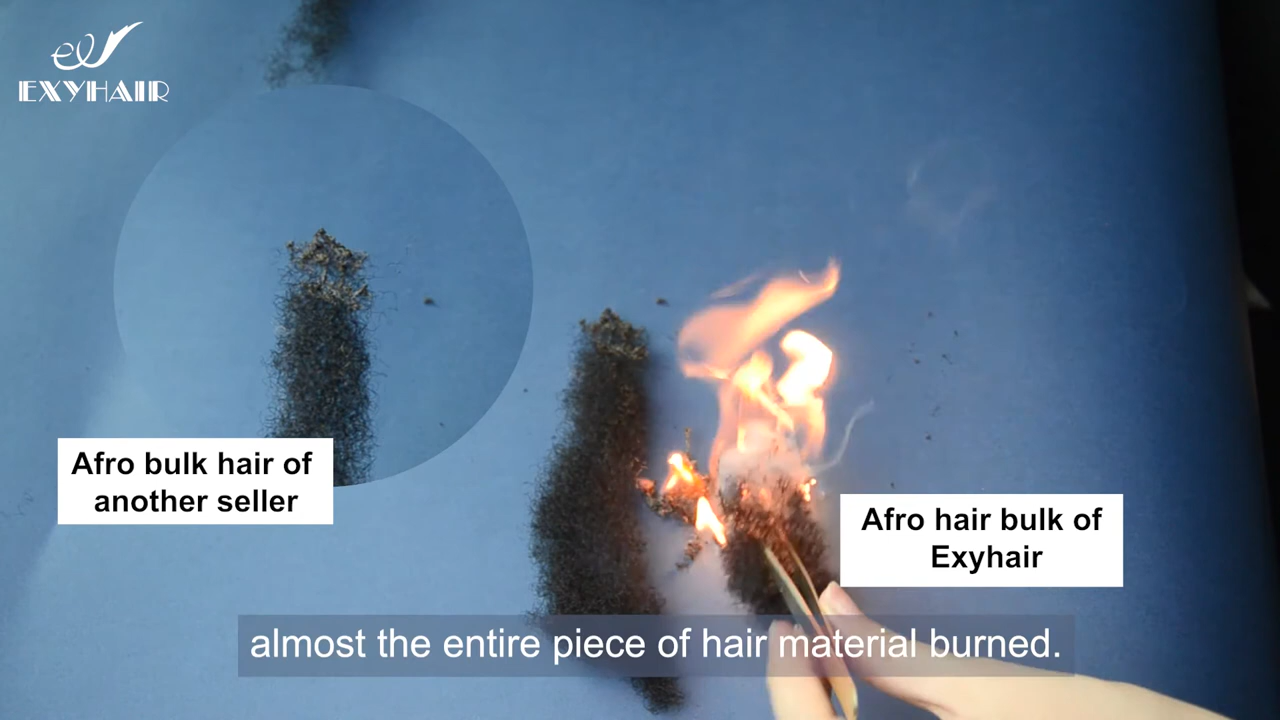 EXYHAIR
Afro bulk hair of
another seller
Afro hair bulk of
Exyhair
almost the entire piece of hair material burned.